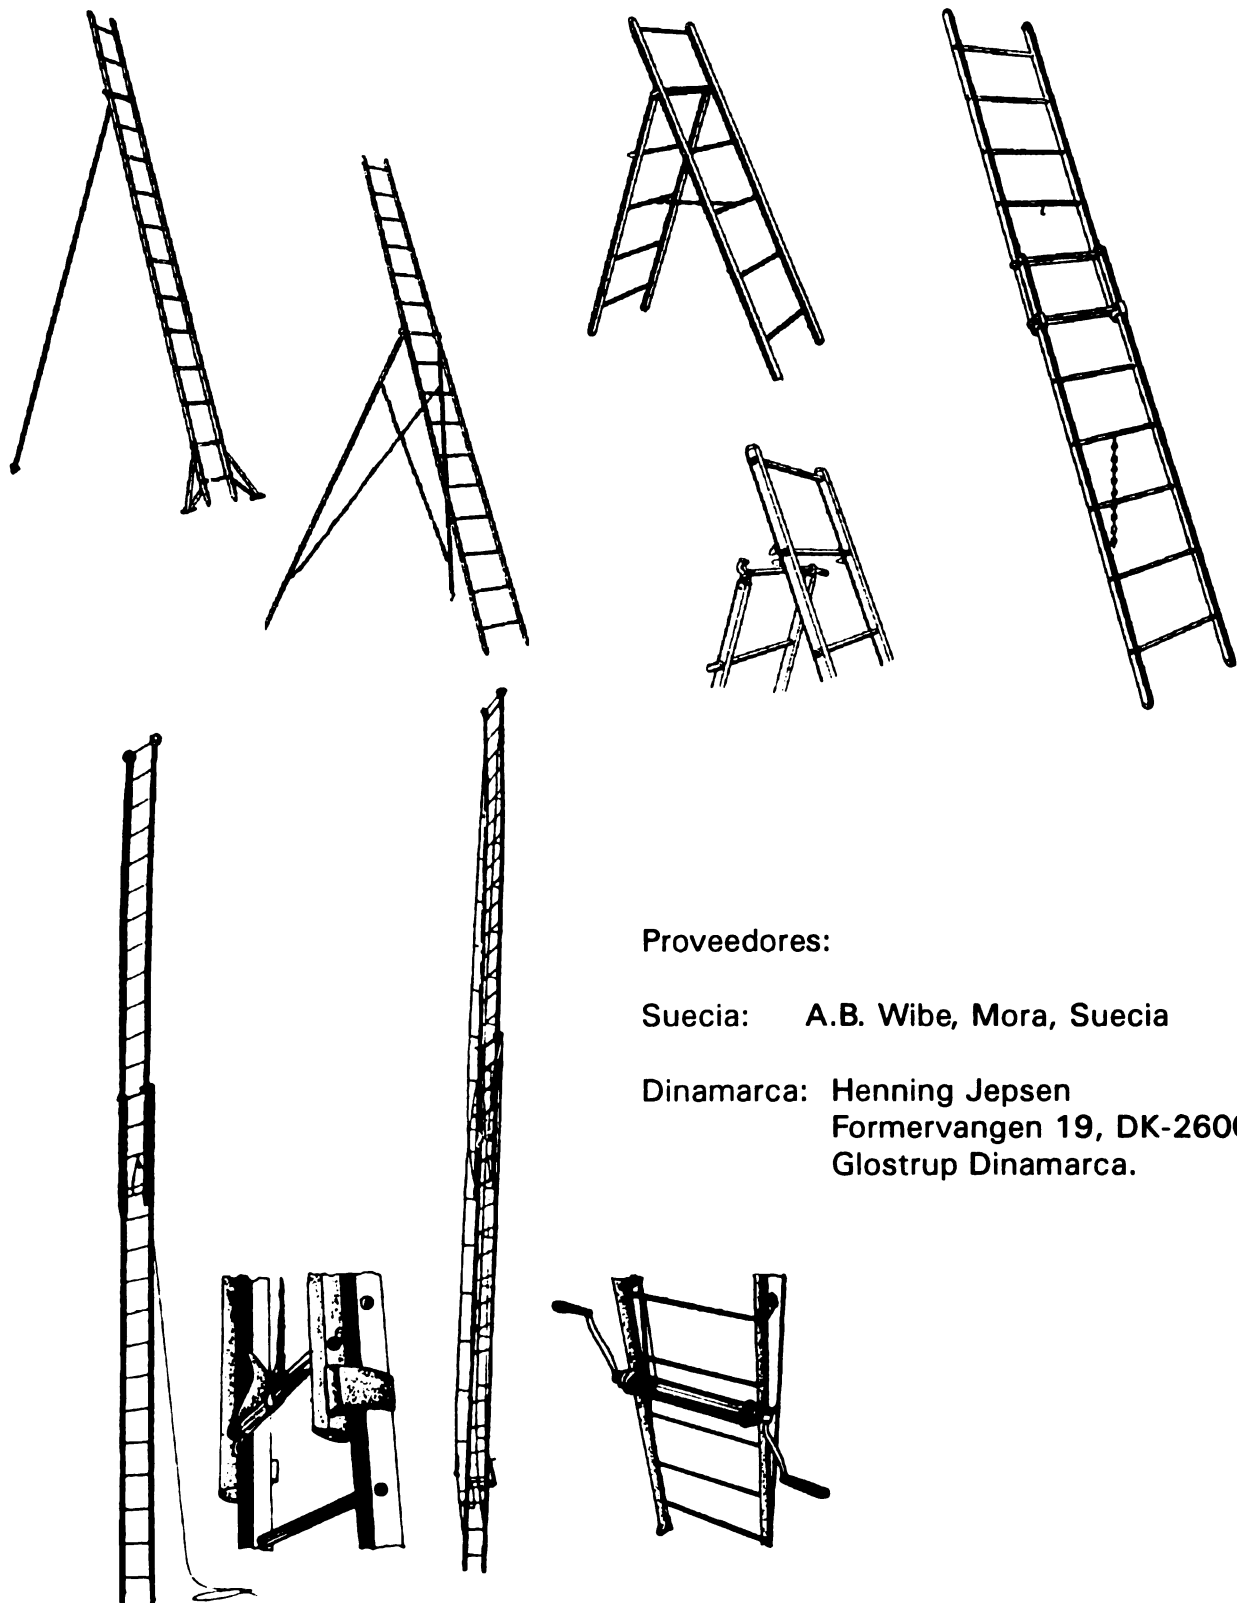 Proveedores:
Suecia: A.B. Wibe, Mora, Suecia
Dinamarca: Henning Jepsen
Formervangen 19, DK-260
Glostrup Dinamarca.